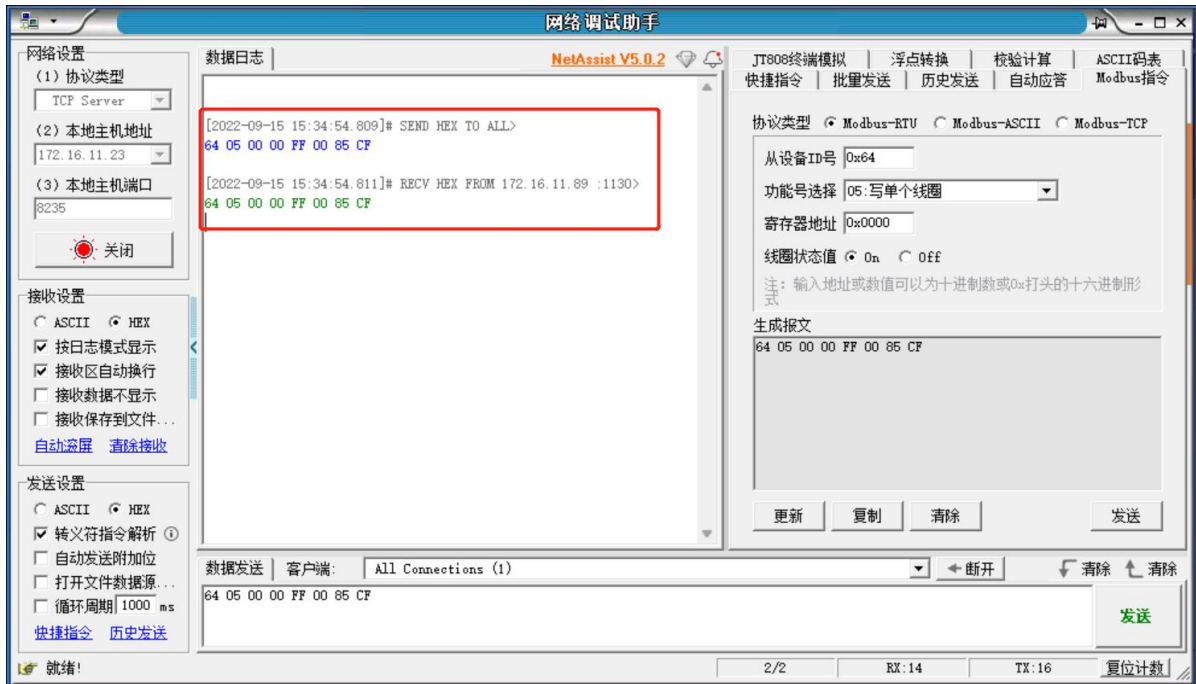 网络调试助手
网络设置
(1) 协议类型
TCP Server
(2) 本地主机地址
172.16.11.23
(3) 本地主机端口
8235
关闭
接收设置
ASCII HEX
按日志模式显示
接收区自动换行
接收数据不显示
接收保存到文件...
自动滚屏 清除接收
发送设置
ASCII HEX
转义符指令解析
自动发送附加位
打开文件数据源...
循环周期 1000 ms
快捷指令 历史发送
数据日志 NetAssist V5.0.2
[2022-09-15 15:34:54.809]# SEND HEX TO ALL>
64 05 00 00 FF 00 85 CF
[2022-09-15 15:34:54.811]# RECV HEX FROM 172.16.11.89 :1130>
64 05 00 00 FF 00 85 CF
JT808终端模拟 浮点转换 校验计算 ASCII码表
快捷指令 批量发送 历史发送 自动应答 Modbus指令
协议类型 Modbus-RTU Modbus-ASCII Modbus-TCP
从设备ID号 0x64
功能号选择 05:写单个线圈
寄存器地址 0x0000
线圈状态值 On Off
注: 输入地址或数值可以为十进制数或0x打头的十六进制形
式
生成报文
64 05 00 00 FF 00 85 CF
更新 复制 清除 发送
数据发送 客户端: All Connections (1) 断开 清除 清除
64 05 00 00 FF 00 85 CF
发送
就绪! 2/2 RX:14 TX:16 复位计数